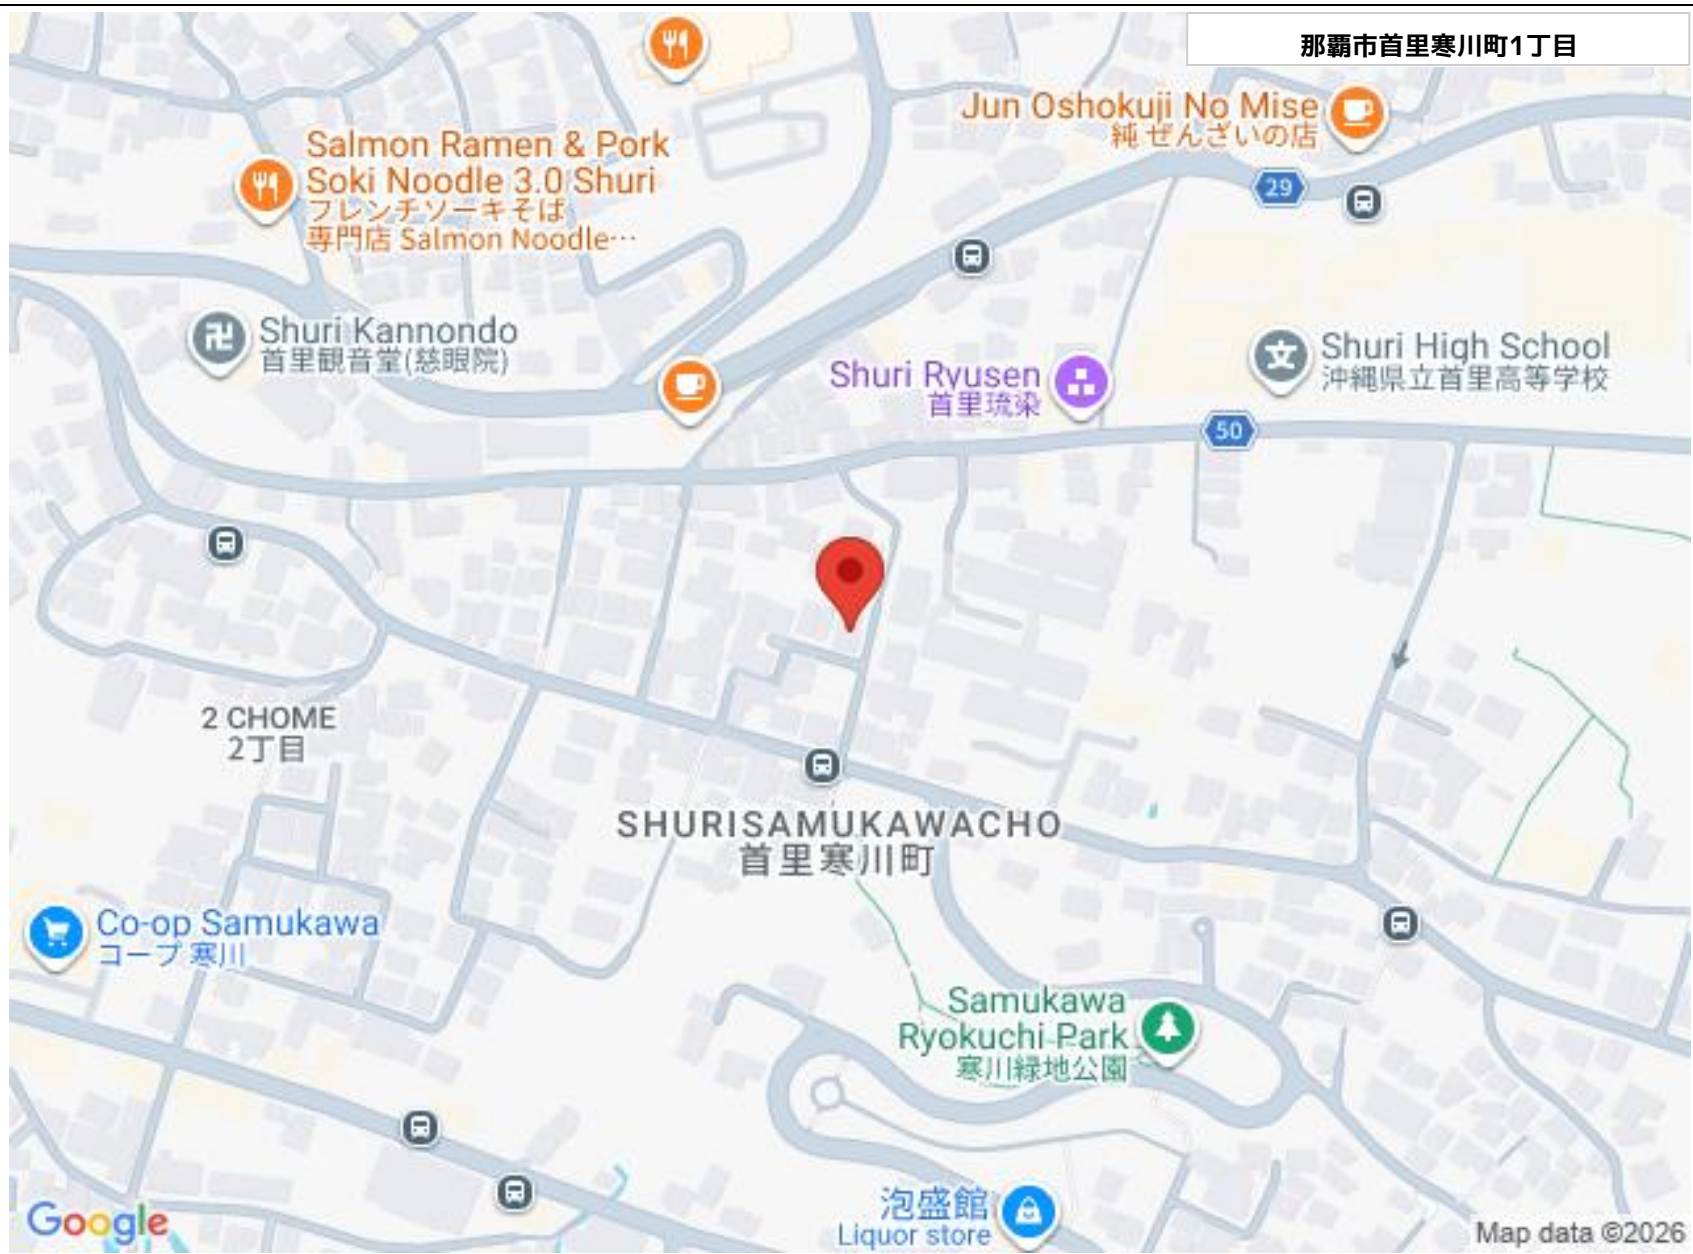 那覇市首里寒川町1丁目
Jun Oshokuji No Mise
純 ぜんざいの店
Salmon Ramen & Pork
Soki Noodle 3.0 Shuri
フレンチソーキそば
専門店 Salmon Noodle…
29
Shuri Kannondo
首里観音堂(慈眼院)
Shuri Ryusen
首里琉染
文
Shuri High School
沖縄県立首里高等学校
50
2 CHOME
2丁目
SHURISAMUKAWACHO
首里寒川町
Co-op Samukawa
コープ 寒川
Samukawa
Ryokuchi Park
寒川緑地公園
泡盛館
Liquor store
Google
Map data ©2026